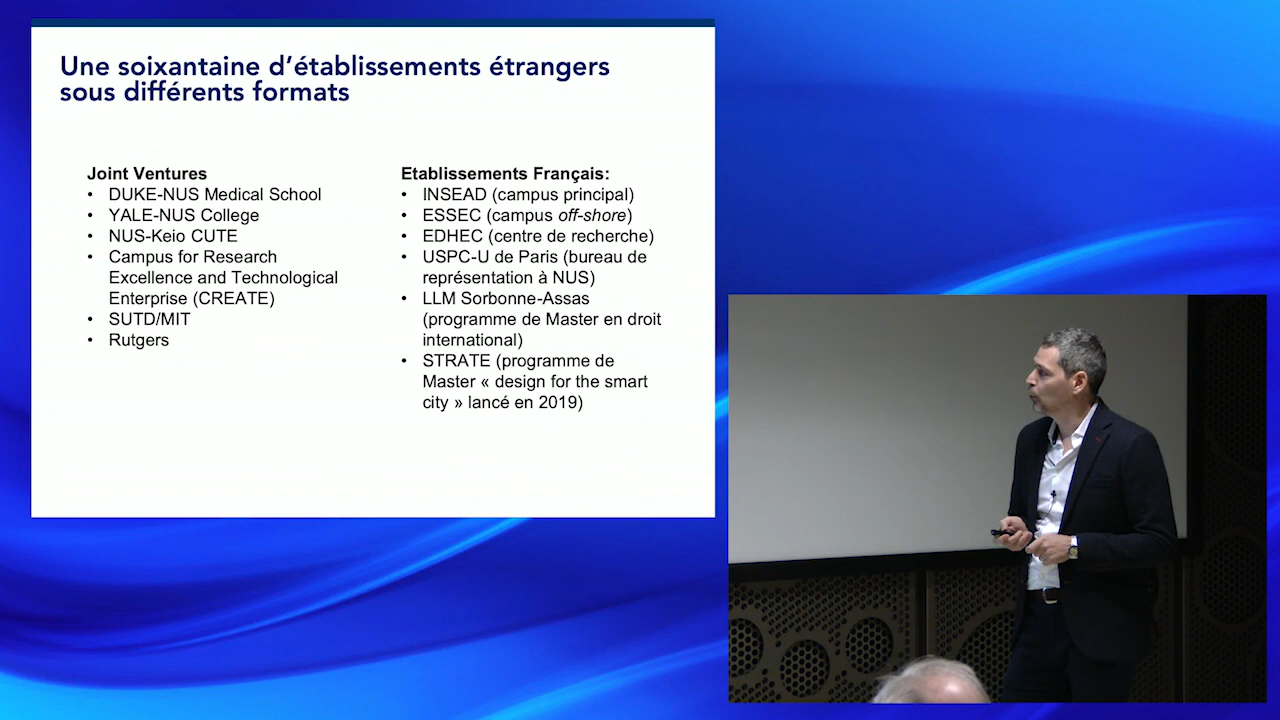 Une soixantaine d'établissements étrangers
sous différents formats
Joint Ventures
• DUKE-NUS Medical School
• YALE-NUS College
• NUS-Keio CUTE
• Campus for Research
Excellence and Technological
Enterprise (CREATE)
• SUTD/MIT
• Rutgers
Etablissements Français:
• INSEAD (campus principal)
• ESSEC (campus off-shore)
• EDHEC (centre de recherche)
• USPC-U de Paris (bureau de
représentation à NUS)
• LLM Sorbonne-Assas
(programme de Master en droit
international)
• STRATE (programme de
Master « design for the smart
city » lancé en 2019)